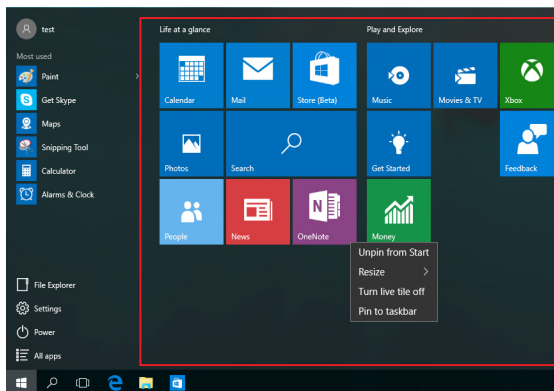 test
Most used
Paint
Get Skype
Maps
Snipping Tool
Calculator
Alarms & Clock
File Explorer
Settings
Power
All apps
Life at a glance
Calendar
Mail
Store (Beta)
Photos
Search
People
News
N
OneNote
Play and Explore
Music
Movies & TV
Xbox
Get Started
Feedback
Money
Unpin from Start
Resize
Turn live tile off
Pin to taskbar